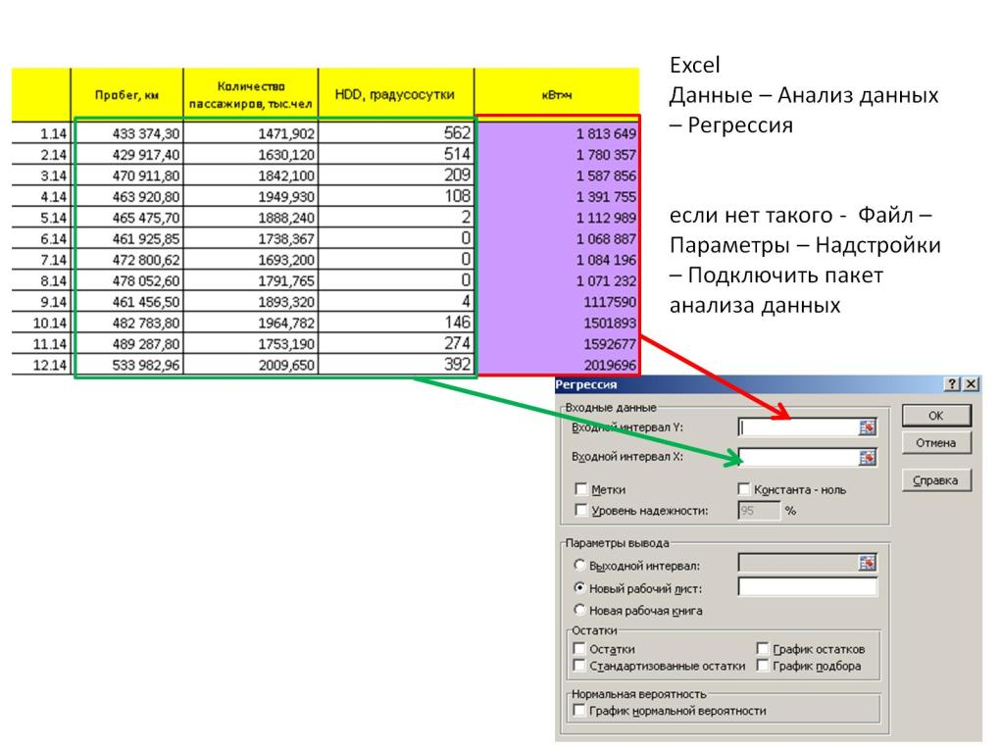 Excel
Данные – Анализ данных
– Регрессия
если нет такого - Файл –
Параметры – Надстройки
– Подключить пакет
анализа данных
Пробег, км Количество пассажиров, тыс.чел HDD, градусосутки кВтхч
1.14 433 374,30 1471,902 562 1 813 649
2.14 429 917,40 1630,120 514 1 780 357
3.14 470 911,80 1842,100 209 1 587 856
4.14 463 920,80 1949,930 108 1 391 755
5.14 465 475,70 1888,240 2 1 112 989
6.14 461 925,85 1738,367 0 1 068 887
7.14 472 800,62 1693,200 0 1 084 196
8.14 478 052,60 1791,765 0 1 071 232
9.14 461 456,50 1893,320 4 1117590
10.14 482 783,80 1964,782 146 1501893
11.14 489 287,80 1753,190 274 1592677
12.14 533 982,96 2009,650 392 2019696
Регрессия
Входные данные
Входной интервал Y:
Входной интервал X:
Метки Константа - ноль
Уровень надежности: 95 %
ОК
Отмена
Справка
Параметры вывода
Выходной интервал:
Новый рабочий лист:
Новая рабочая книга
Остатки
Остатки График остатков
Стандартизованные остатки График подбора
Нормальная вероятность
График нормальной вероятности